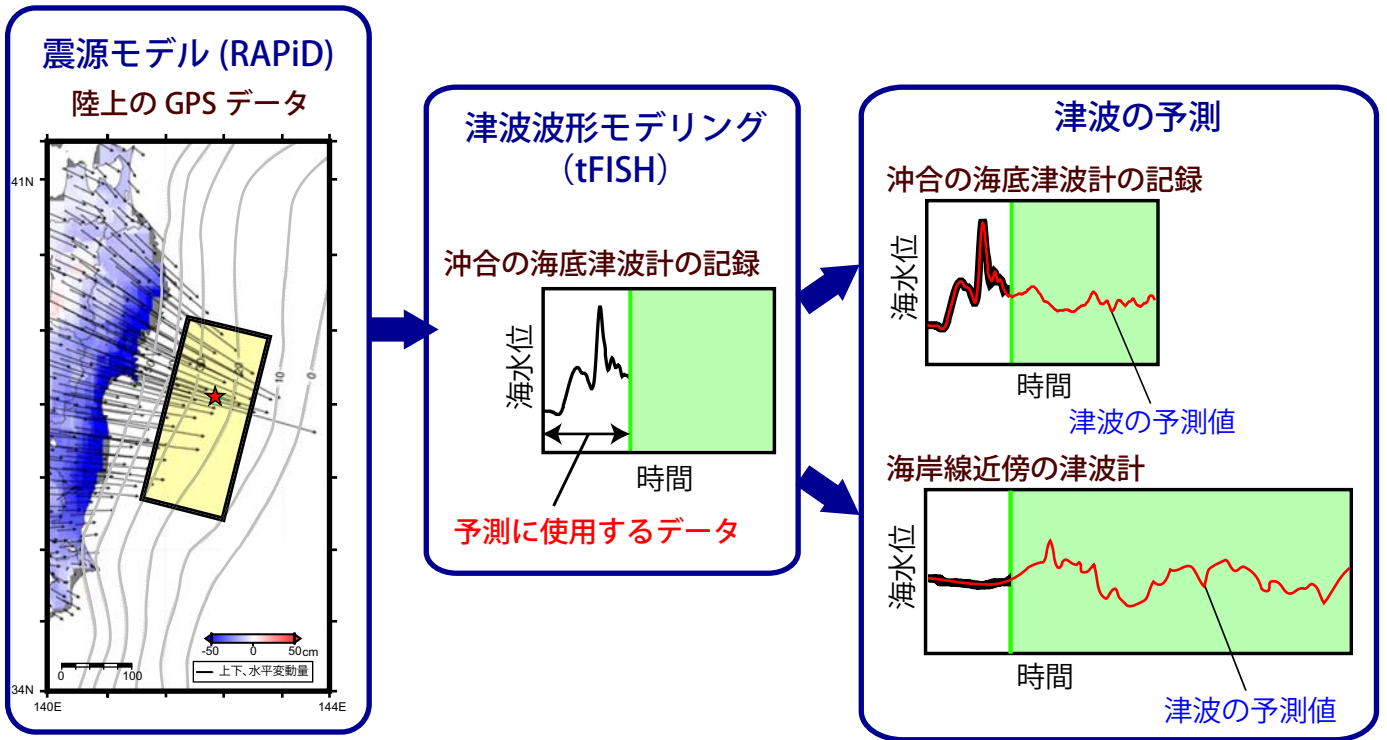 震源モデル (RAPiD)
陸上の GPS データ
41N
34N
140E
144E
20
10
0
-50 0 50cm
上下、水平変動量
0 100
津波波形モデリング
（tFISH）
沖合の海底津波計の記録
海水位
時間
予測に使用するデータ
津波の予測
沖合の海底津波計の記録
海水位
時間
津波の予測値
海岸線近傍の津波計
海水位
時間
津波の予測値